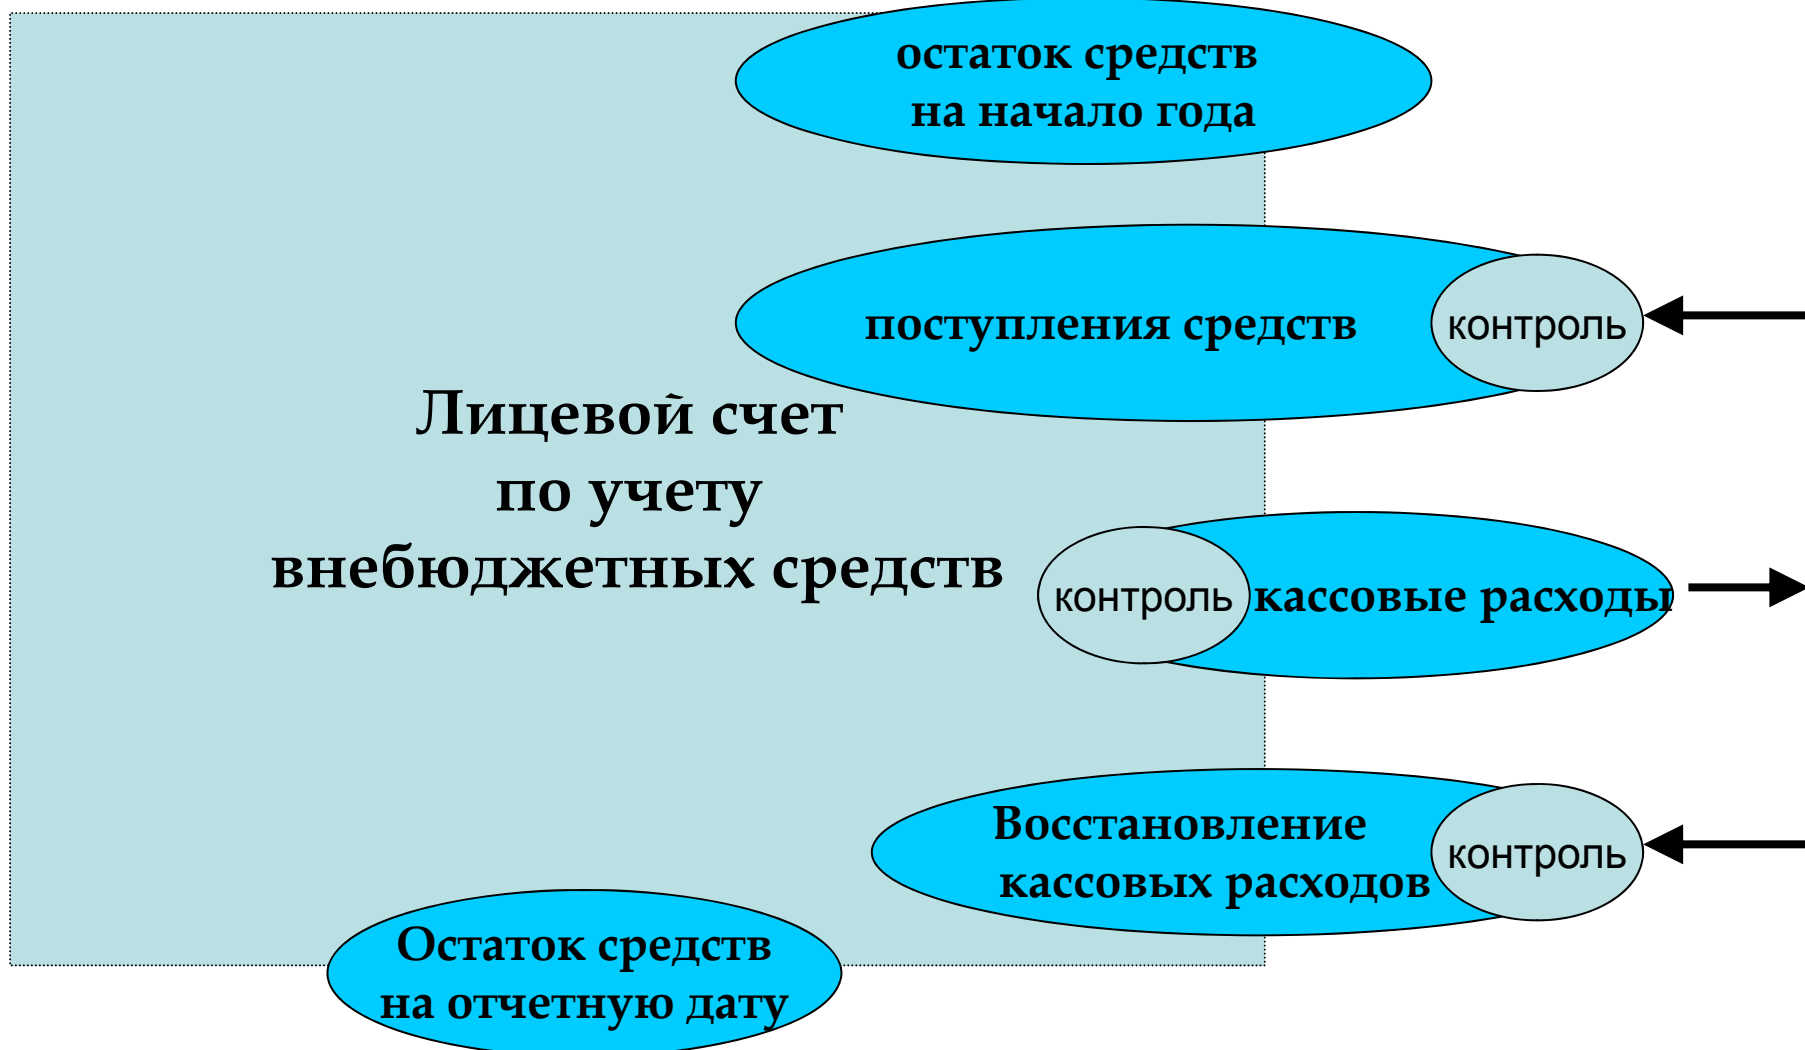 остаток средств
на начало года
поступления средств
контроль
Лицевой счет
по учету
внебюджетных средств
контроль
кассовые расходы
Восстановление
кассовых расходов
контроль
Остаток средств
на отчетную дату